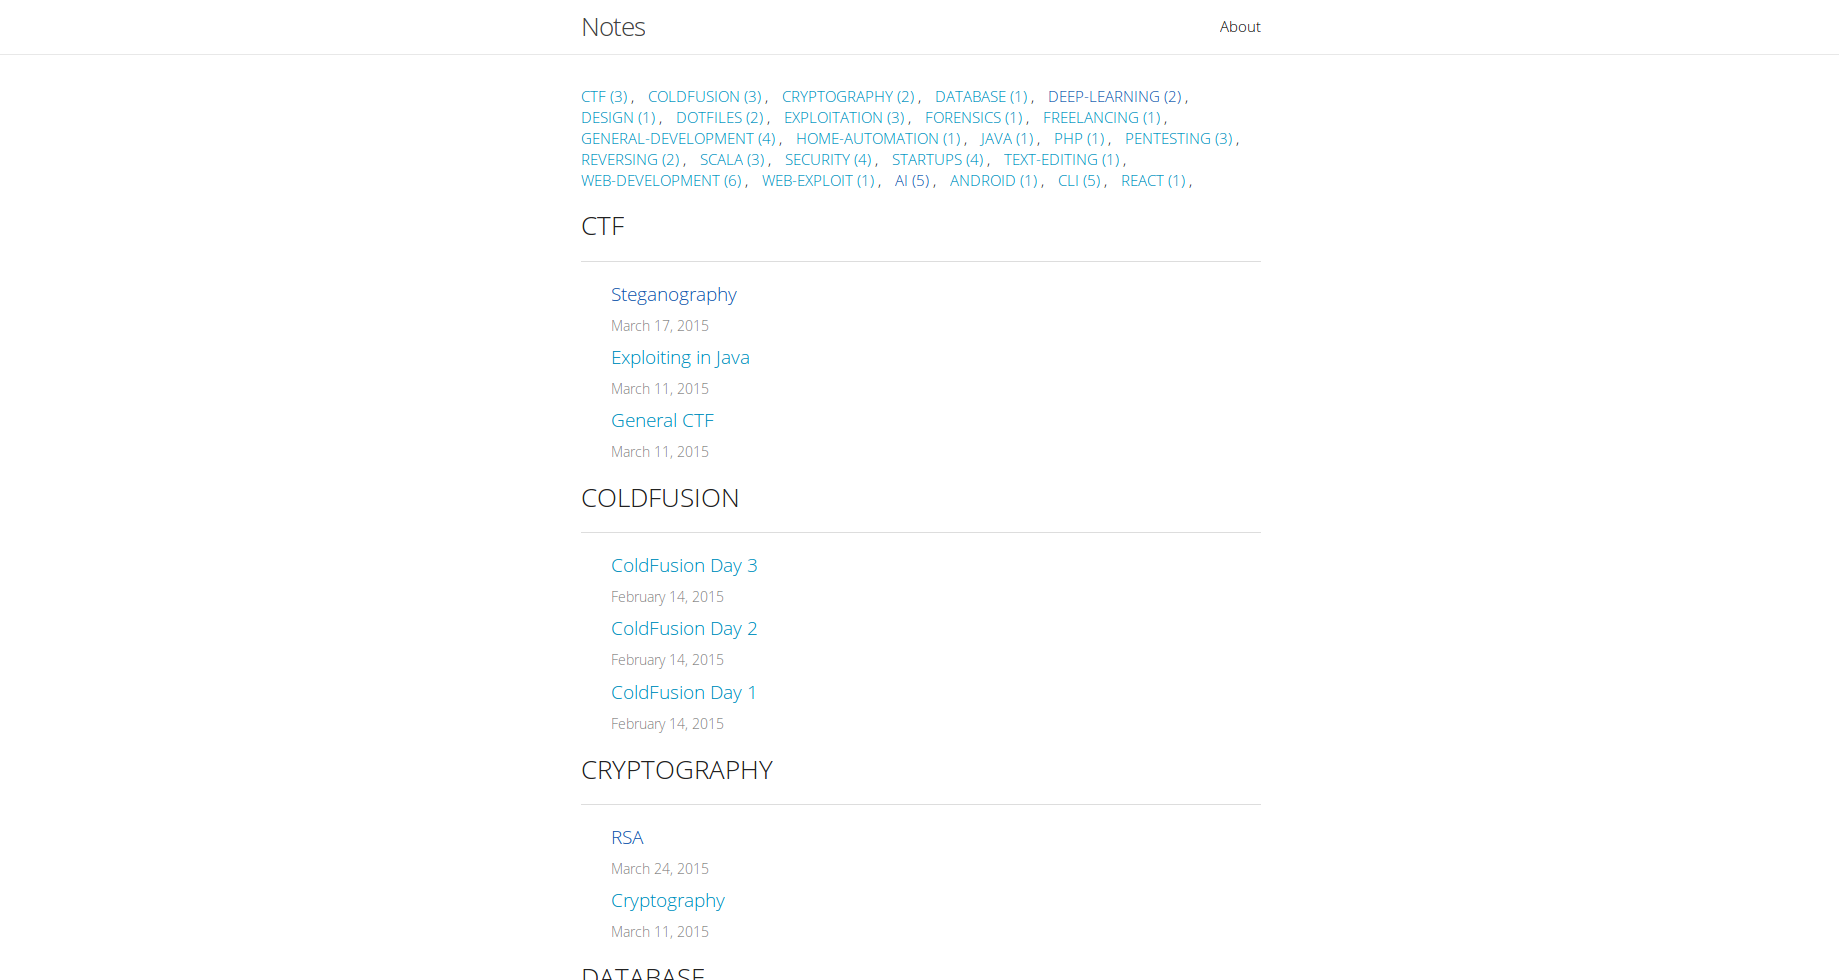 Notes About
CTF (3) , COLDFUSION (3) , CRYPTOGRAPHY (2) , DATABASE (1) , DEEP-LEARNING (2) ,
DESIGN (1) , DOTFILES (2) , EXPLOITATION (3) , FORENSICS (1) , FREELANCING (1) ,
GENERAL-DEVELOPMENT (4) , HOME-AUTOMATION (1) , JAVA (1) , PHP (1) , PENTESTING (3) ,
REVERSING (2) , SCALA (3) , SECURITY (4) , STARTUPS (4) , TEXT-EDITING (1) ,
WEB-DEVELOPMENT (6) , WEB-EXPLOIT (1) , AI (5) , ANDROID (1) , CLI (5) , REACT (1) ,
CTF
Steganography
March 17, 2015
Exploiting in Java
March 11, 2015
General CTF
March 11, 2015
COLDFUSION
ColdFusion Day 3
February 14, 2015
ColdFusion Day 2
February 14, 2015
ColdFusion Day 1
February 14, 2015
CRYPTOGRAPHY
RSA
March 24, 2015
Cryptography
March 11, 2015
DATABASE